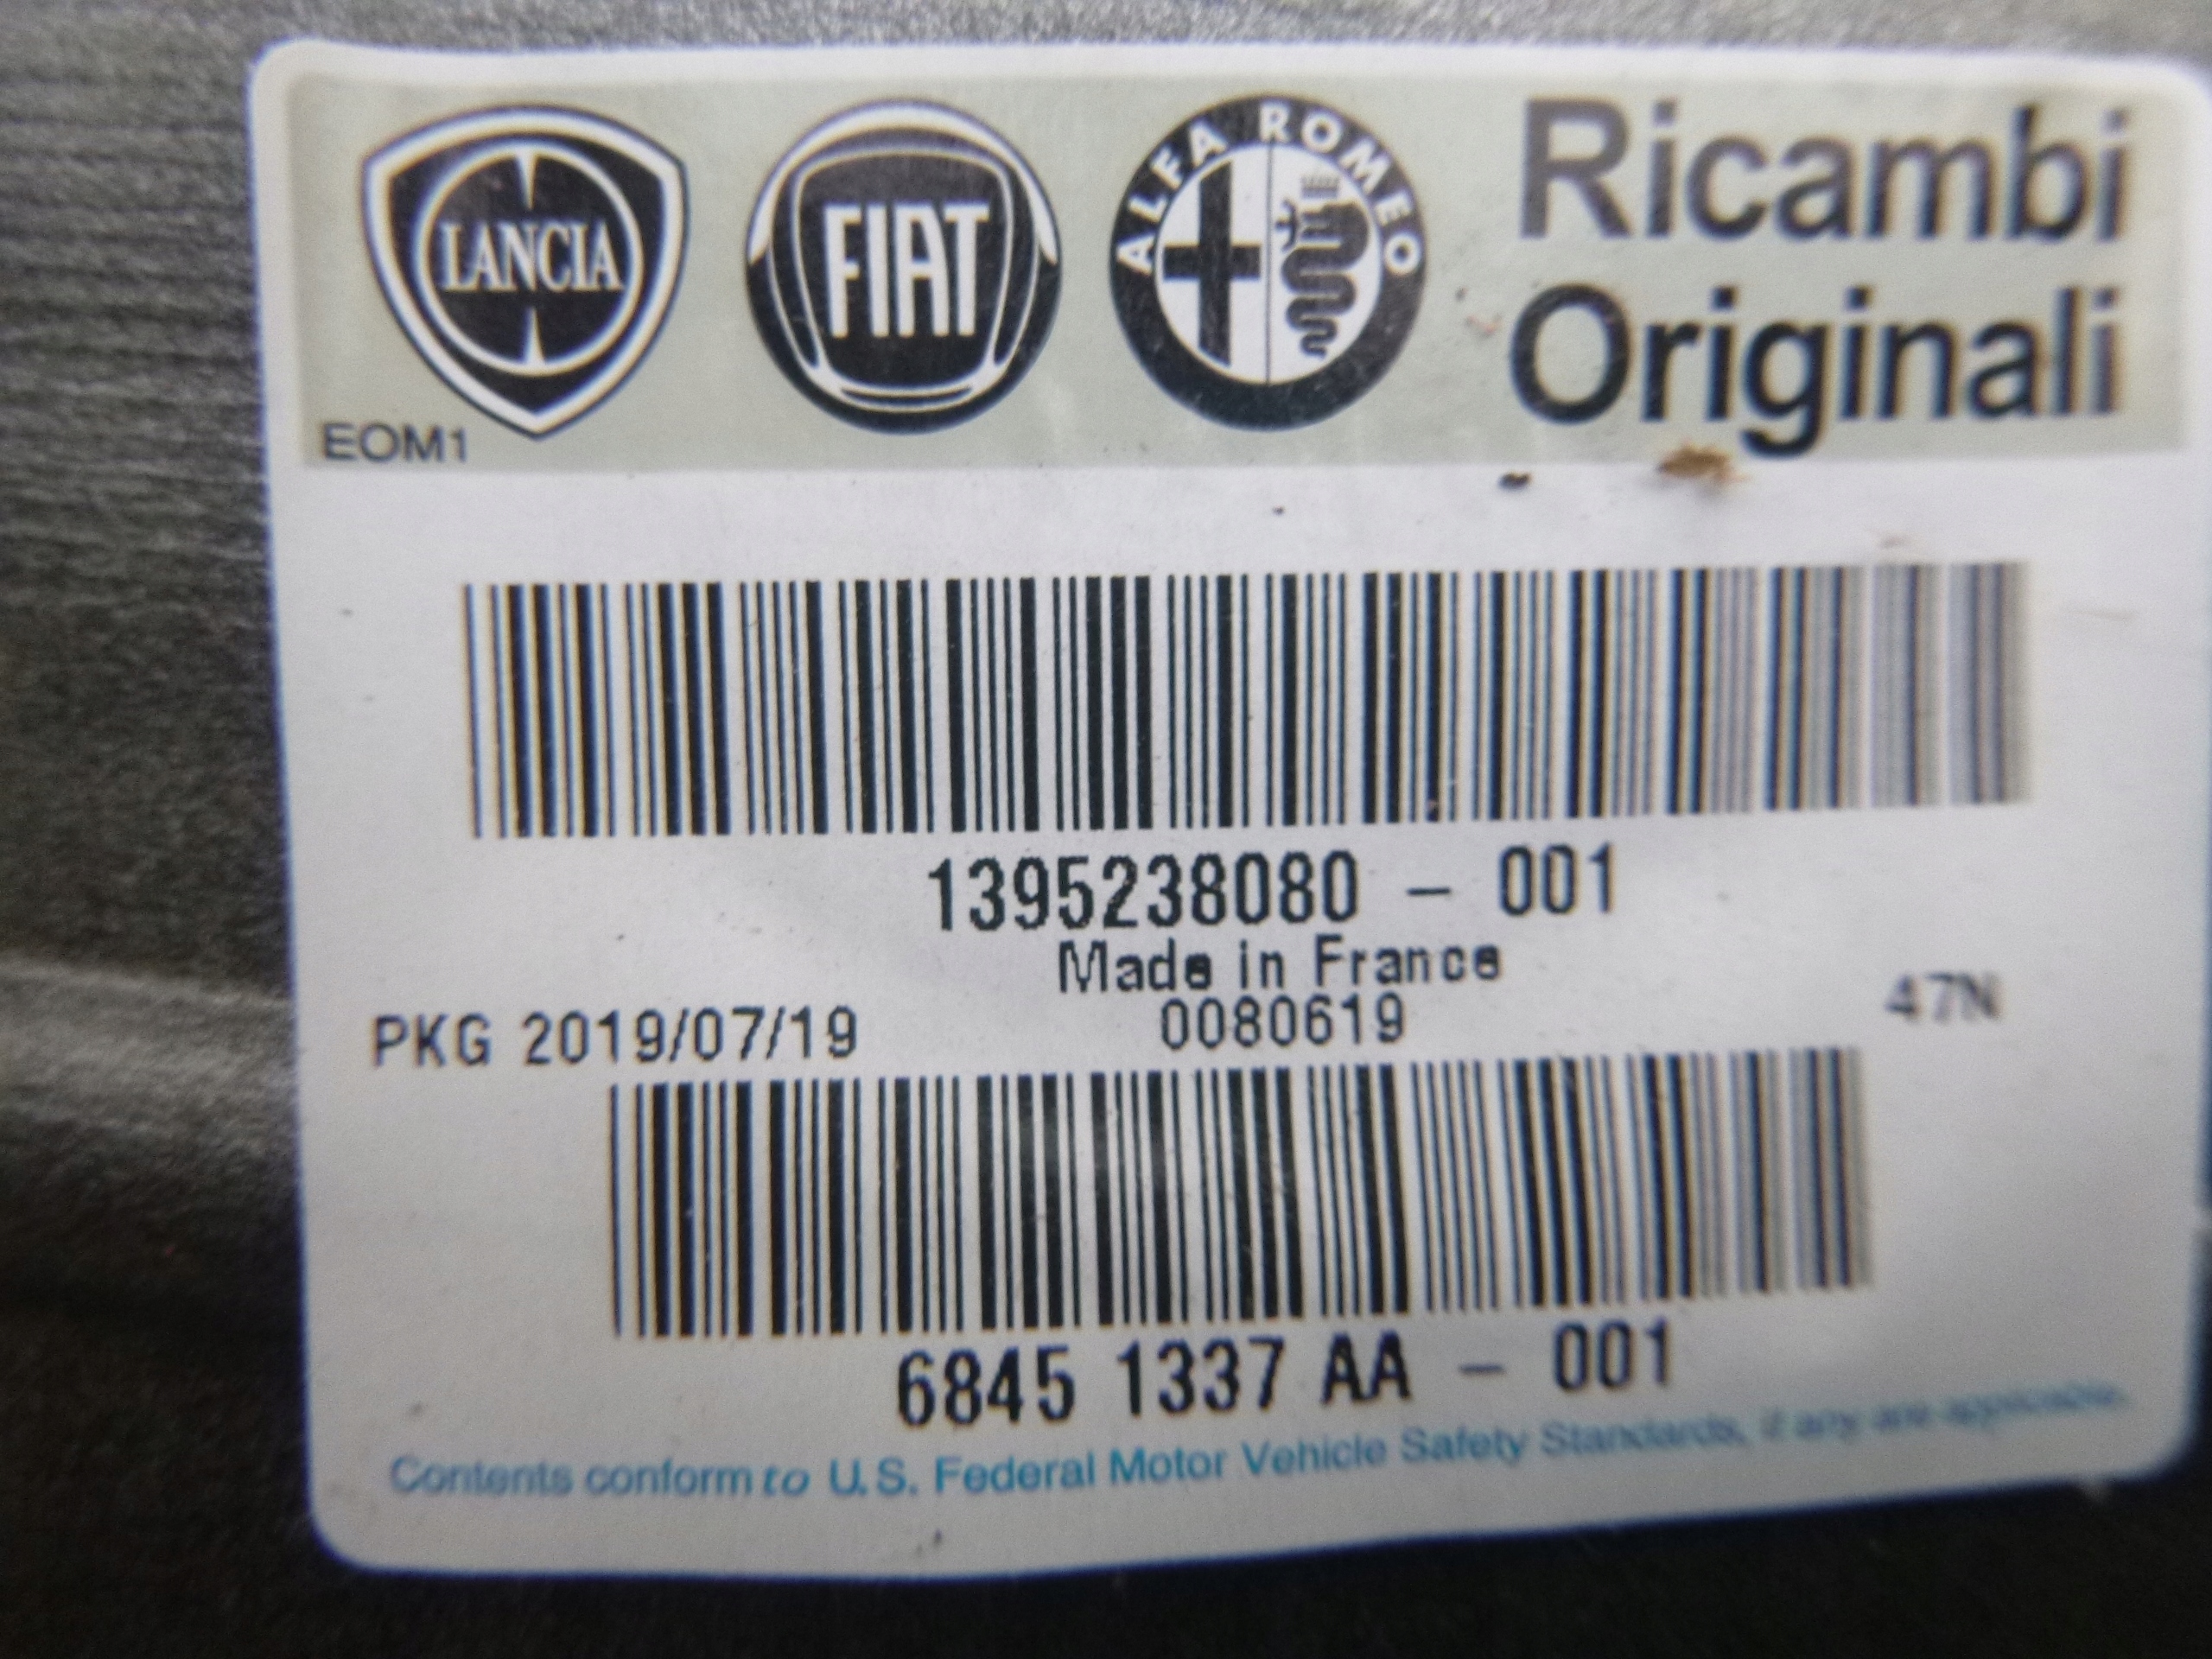 LANCIA
FIAT
ALFA ROMEO
Ricambi
Originali
EOM1
1395238080 - 001
Made in France
PKG 2019/07/19
0080619
47N
6845 1337 AA - 001
Contents conform to U.S. Federal Motor Vehicle Safety Standards, if any are applicable.